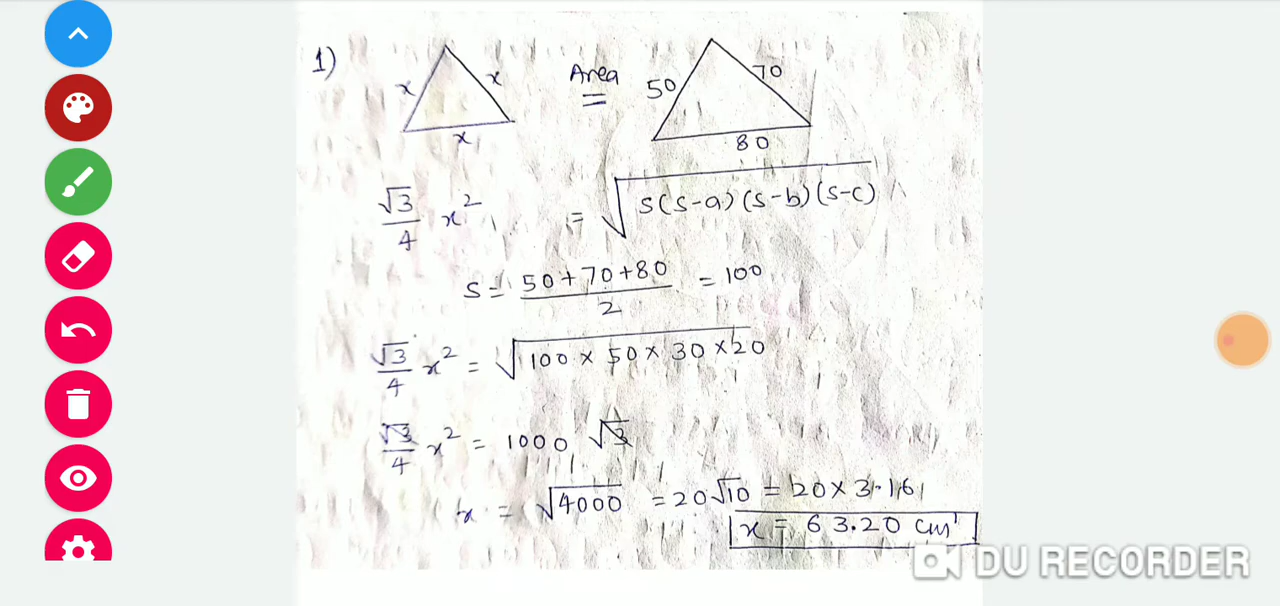 1)
x x x
Area
=
50 70 80
√3/4 x² = √s(s-a)(s-b)(s-c)
s = 50+70+80/2 = 100
√3/4 x² = √100 × 50 × 30 × 20
√3/4 x² = 1000 √3
x = √4000 = 20√10 = 20 × 3.16
x = 63.20 cm
DU RECORDER